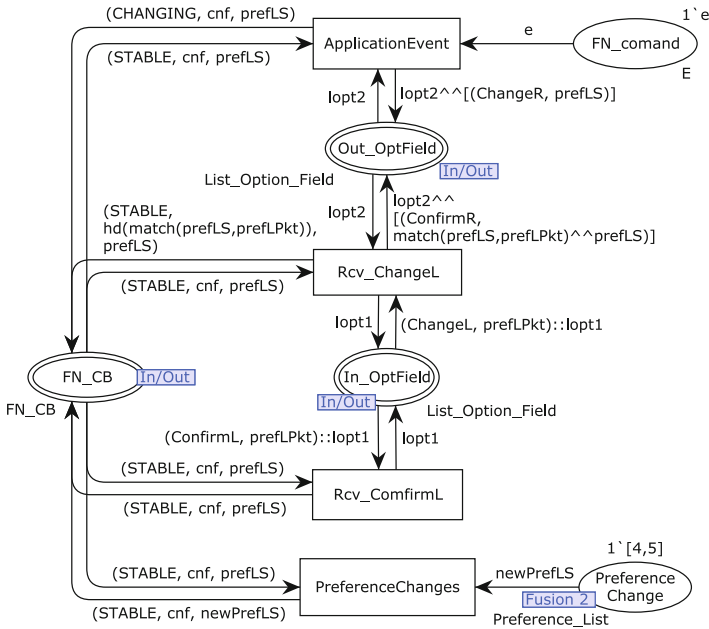 (CHANGING, cnf, prefLS)
1`e
ApplicationEvent
e
FN_comand
(STABLE, cnf, prefLS)
E
lopt2
lopt2^^[(ChangeR, prefLS)]
Out_OptField
In/Out
List_Option_Field
(STABLE,
hd(match(prefLS,prefLPkt)),
prefLS)
lopt2
lopt2^^
[(ConfirmR,
match(prefLS,prefLPkt)^^prefLS)]
Rcv_ChangeL
(STABLE, cnf, prefLS)
lopt1
(ChangeL, prefLPkt)::lopt1
FN_CB
In/Out
In_OptField
In/Out
FN_CB
List_Option_Field
(ConfirmL, prefLPkt)::lopt1
lopt1
(STABLE, cnf, prefLS)
Rcv_ComfirmL
(STABLE, cnf, prefLS)
1`[4,5]
(STABLE, cnf, prefLS)
PreferenceChanges
newPrefLS
Preference
Change
Fusion 2
(STABLE, cnf, newPrefLS)
Preference_List